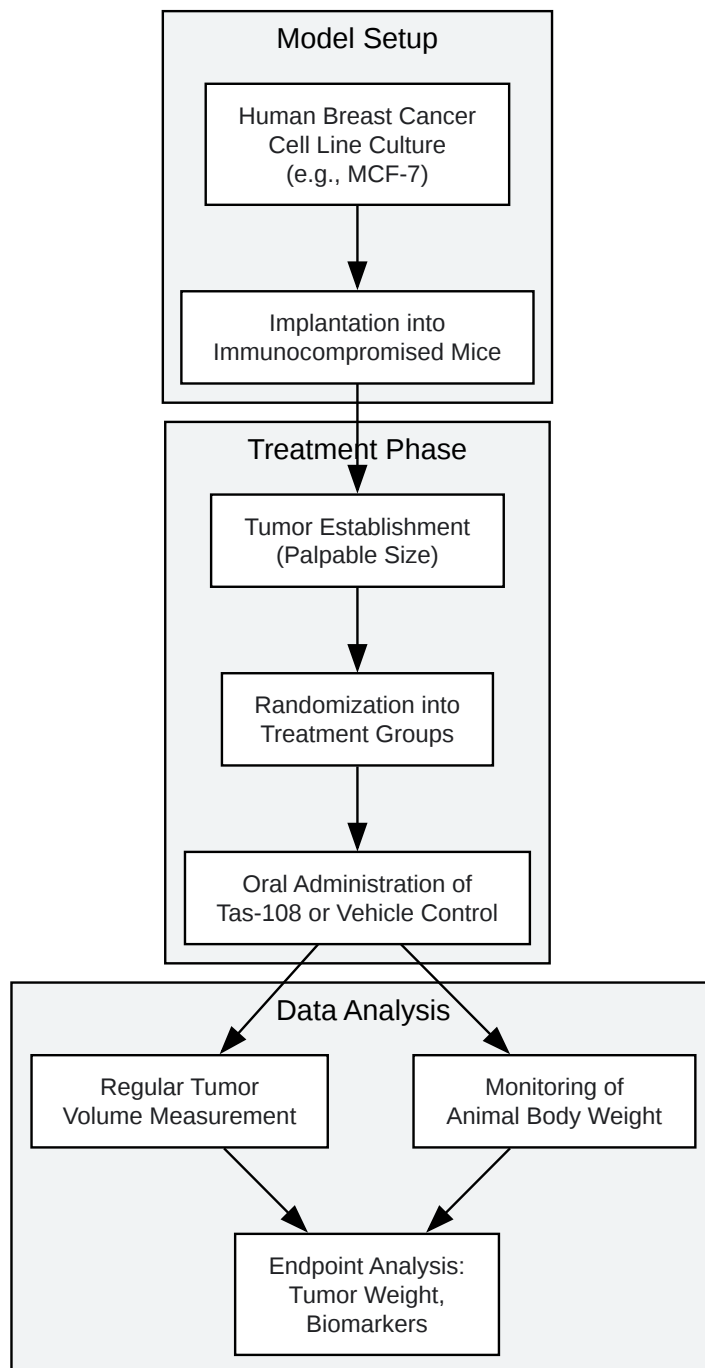 Model Setup
Human Breast Cancer
Cell Line Culture
(e.g., MCF-7)
Implantation into
Immunocompromised Mice
Treatment Phase
Tumor Establishment
(Palpable Size)
Randomization into
Treatment Groups
Oral Administration of
Tas-108 or Vehicle Control
Data Analysis
Regular Tumor
Volume Measurement
Monitoring of
Animal Body Weight
Endpoint Analysis:
Tumor Weight,
Biomarkers